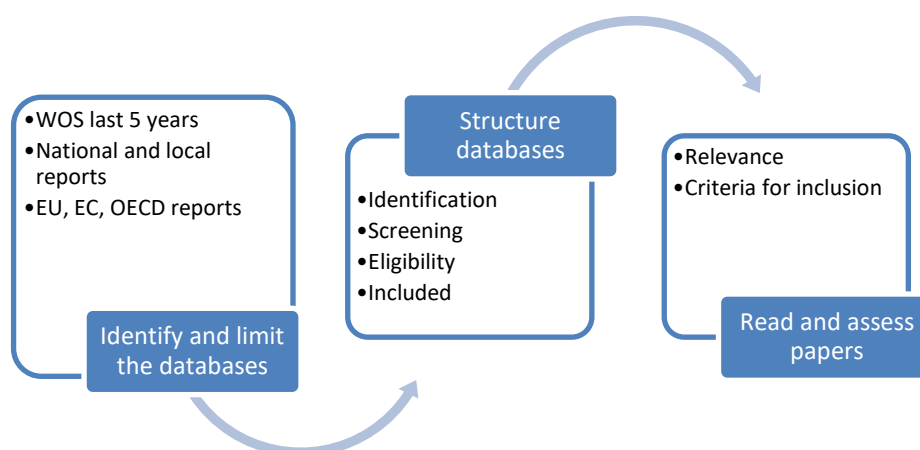 •WOS last 5 years
•National and local
reports
•EU, EC, OECD reports
Identify and limit
the databases
Structure
databases
•Identification
•Screening
•Eligibility
•Included
•Relevance
•Criteria for inclusion
Read and assess
papers